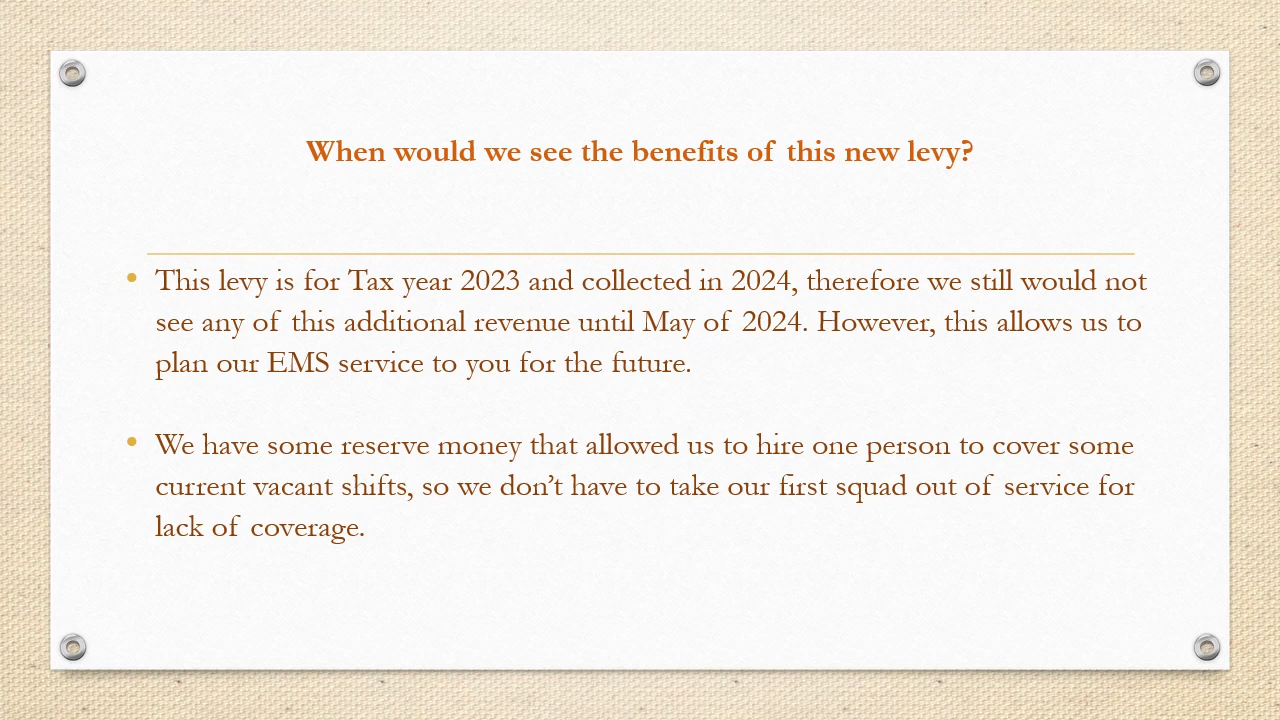 When would we see the benefits of this new levy?
• This levy is for Tax year 2023 and collected in 2024, therefore we still would not
see any of this additional revenue until May of 2024. However, this allows us to
plan our EMS service to you for the future.
• We have some reserve money that allowed us to hire one person to cover some
current vacant shifts, so we don’t have to take our first squad out of service for
lack of coverage.